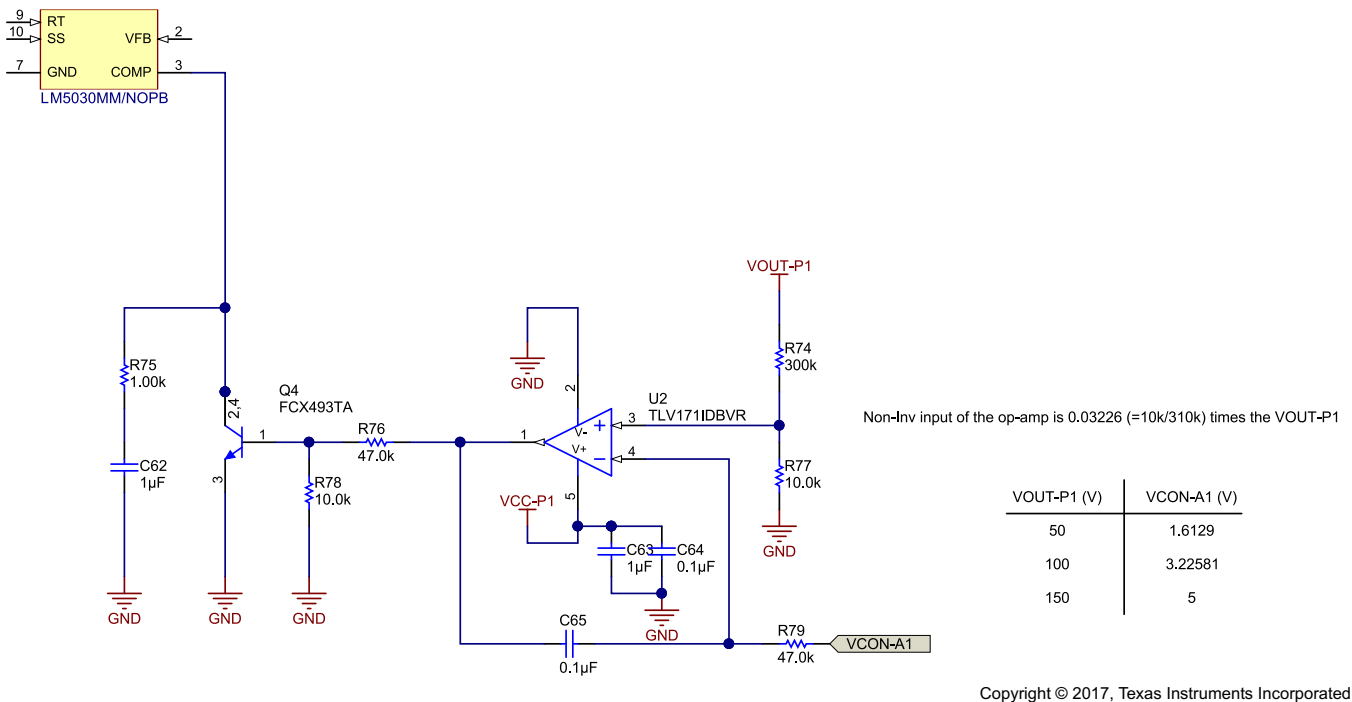 9
RT
10
SS
VFB
2
7
GND
COMP
3
LM5030MM/NOPB
VOUT-P1
R74
300k
GND
2
U2
TLV171IDBVR
R75
1.00k
Q4
FCX493TA
2,4
1
3
R76
47.0k
R78
10.0k
C62
1µF
1
V-
V+
3
4
5
VCC-P1
R77
10.0k
GND
C63
1µF
C64
0.1µF
GND
GND
GND
GND
C65
0.1µF
R79
47.0k
VCON-A1
Non-Inv input of the op-amp is 0.03226 (=10k/310k) times the VOUT-P1
VOUT-P1 (V) VCON-A1 (V)
50 1.6129
100 3.22581
150 5
Copyright © 2017, Texas Instruments Incorporated